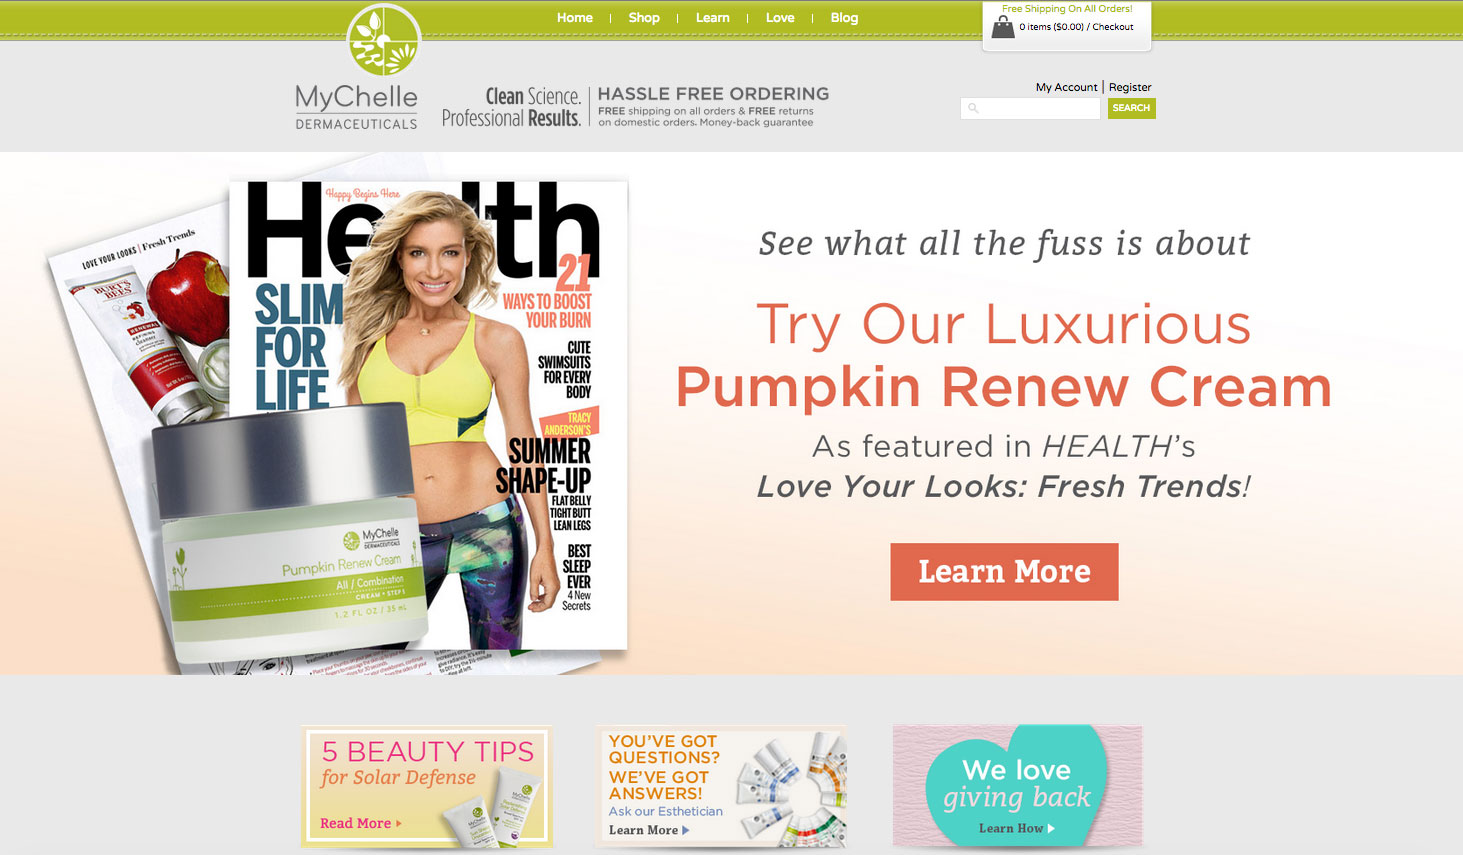 Home | Shop | Learn | Love | Blog
Free Shipping On All Orders!
0 items ($0.00) / Checkout
MyChelle
DERMACEUTICALS
Clean Science.
Professional Results.
HASSLE FREE ORDERING
FREE shipping on all orders & FREE returns
on domestic orders. Money-back guarantee
My Account | Register
SEARCH
LOVE YOUR LOOKS | Fresh Trends
BURT'S BEES
RENEWAL
Happy Begins Here
Health
SLIM
FOR
LIFE
21
WAYS TO BOOST
YOUR BURN
CUTE
SWIMSUITS
FOR EVERY
BODY
TRACY
ANDERSON'S
SUMMER
SHAPE-UP
FLAT BELLY
TIGHT BUTT
LEAN LEGS
BEST
SLEEP
EVER
4 New
Secrets
MyChelle
DERMACEUTICALS
Pumpkin Renew Cream
All / Combination
CREAM • STEP 5
1.2 FL OZ / 35 mL
See what all the fuss is about
Try Our Luxurious
Pumpkin Renew Cream
As featured in HEALTH's
Love Your Looks: Fresh Trends!
Learn More
5 BEAUTY TIPS
for Solar Defense
Read More
YOU'VE GOT
QUESTIONS?
WE'VE GOT
ANSWERS!
Ask our Esthetician
Learn More
We love
giving back
Learn How